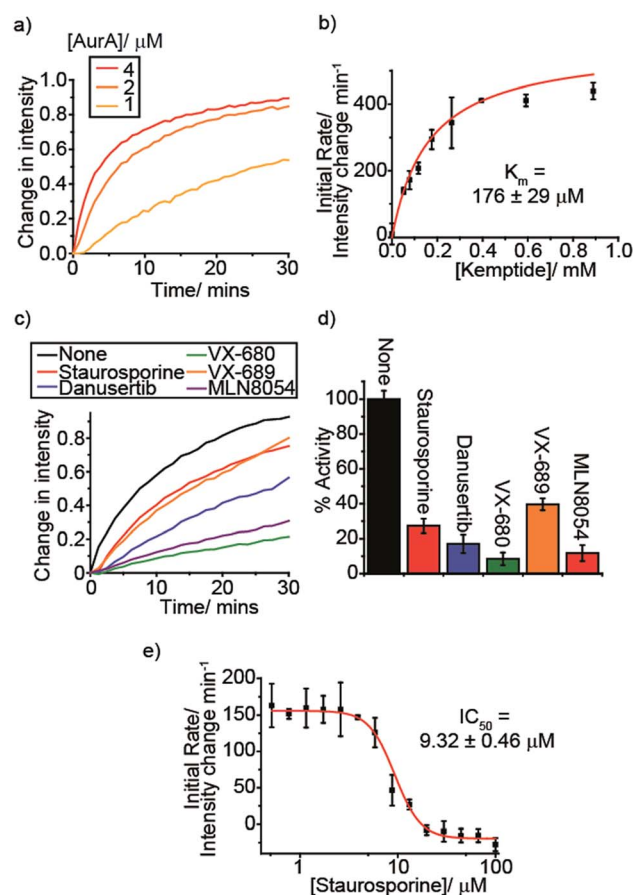 a)
[AurA]/ μM
4
2
1
Change in intensity
1.0
0.8
0.6
0.4
0.2
0.0
0
10
20
30
Time/ mins
b)
Initial Rate/
Intensity change min⁻¹
400
200
0
Kₘ =
176 ± 29 μM
0.0 0.2 0.4 0.6 0.8 1.0
[Kemptide]/ mM
c)
None
Staurosporine
Danusertib
VX-680
VX-689
MLN8054
Change in intensity
0.8
0.6
0.4
0.2
0
0
10
20
30
Time/ mins
d)
% Activity
100
80
60
40
20
0
None
Staurosporine
Danusertib
VX-680
VX-689
MLN8054
e)
Initial Rate/
Intensity change min⁻¹
200
150
100
50
0
IC₅₀ =
9.32 ± 0.46 μM
1
10
100
[Staurosporine]/ μM